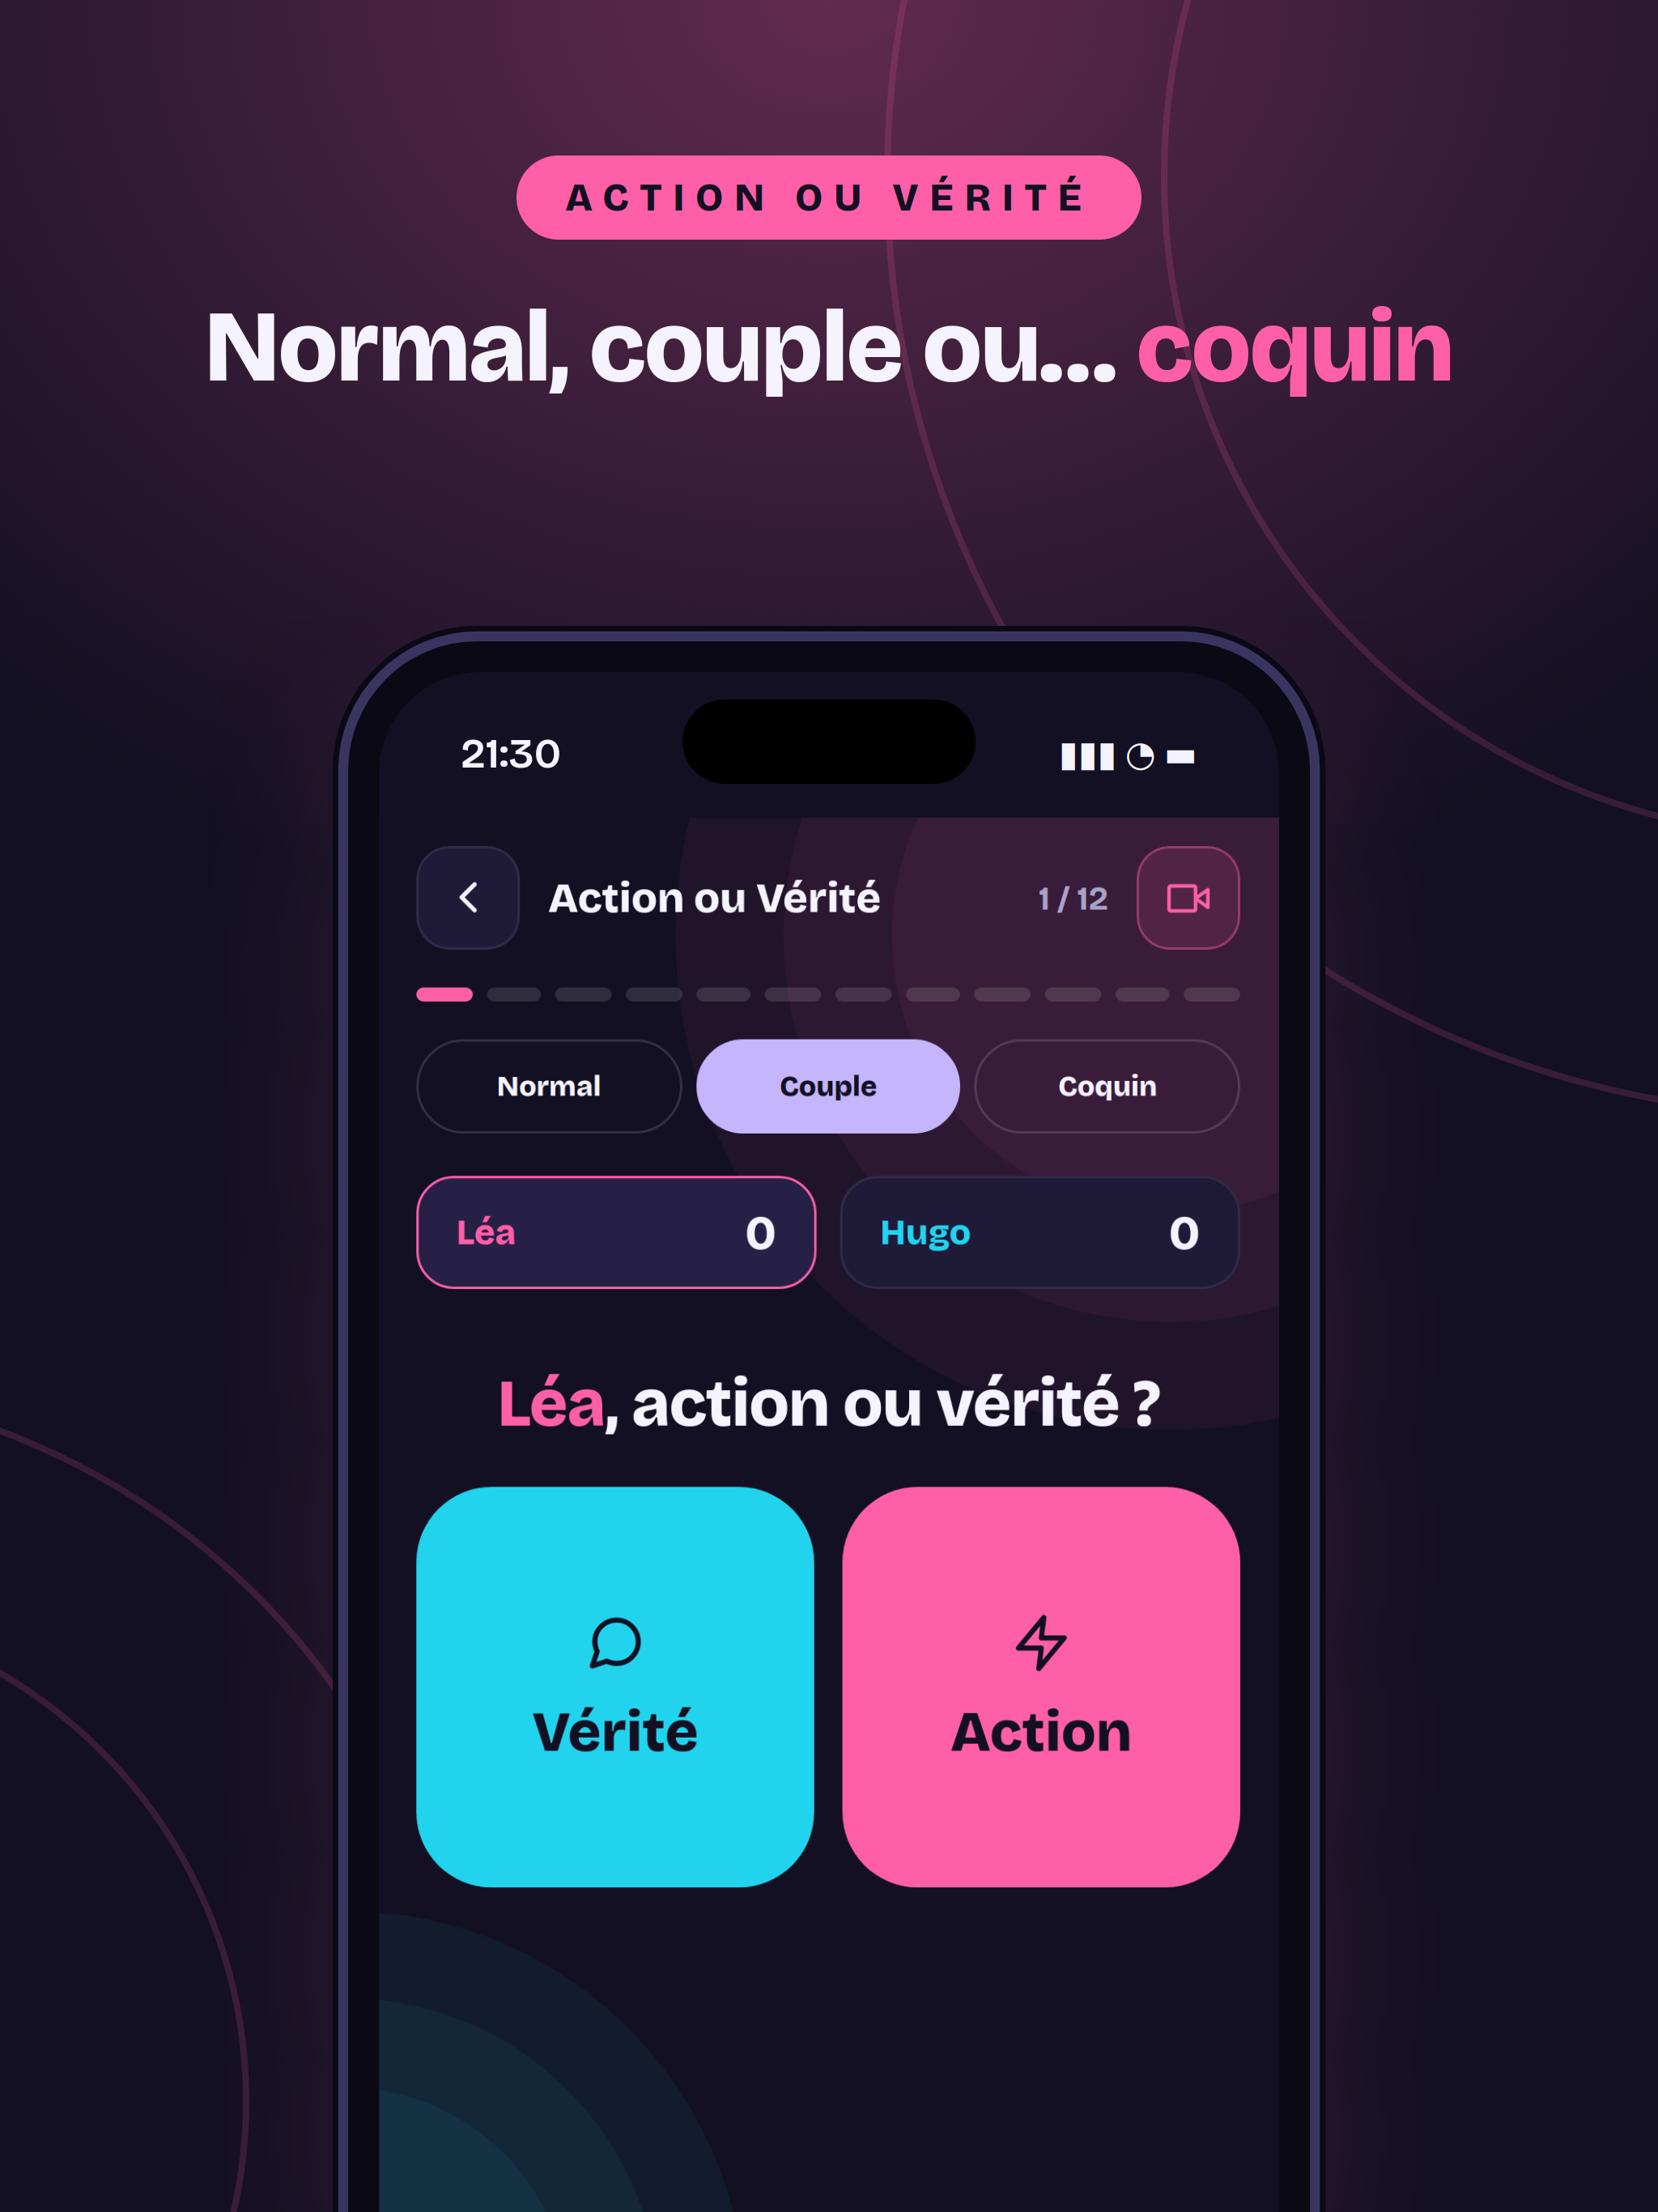 ACTION OU VÉRITÉ
Normal, couple ou... coquin
21:30
Action ou Vérité 1 / 12
Normal Couple Coquin
Léa 0 Hugo 0
Léa, action ou vérité ?
Vérité Action